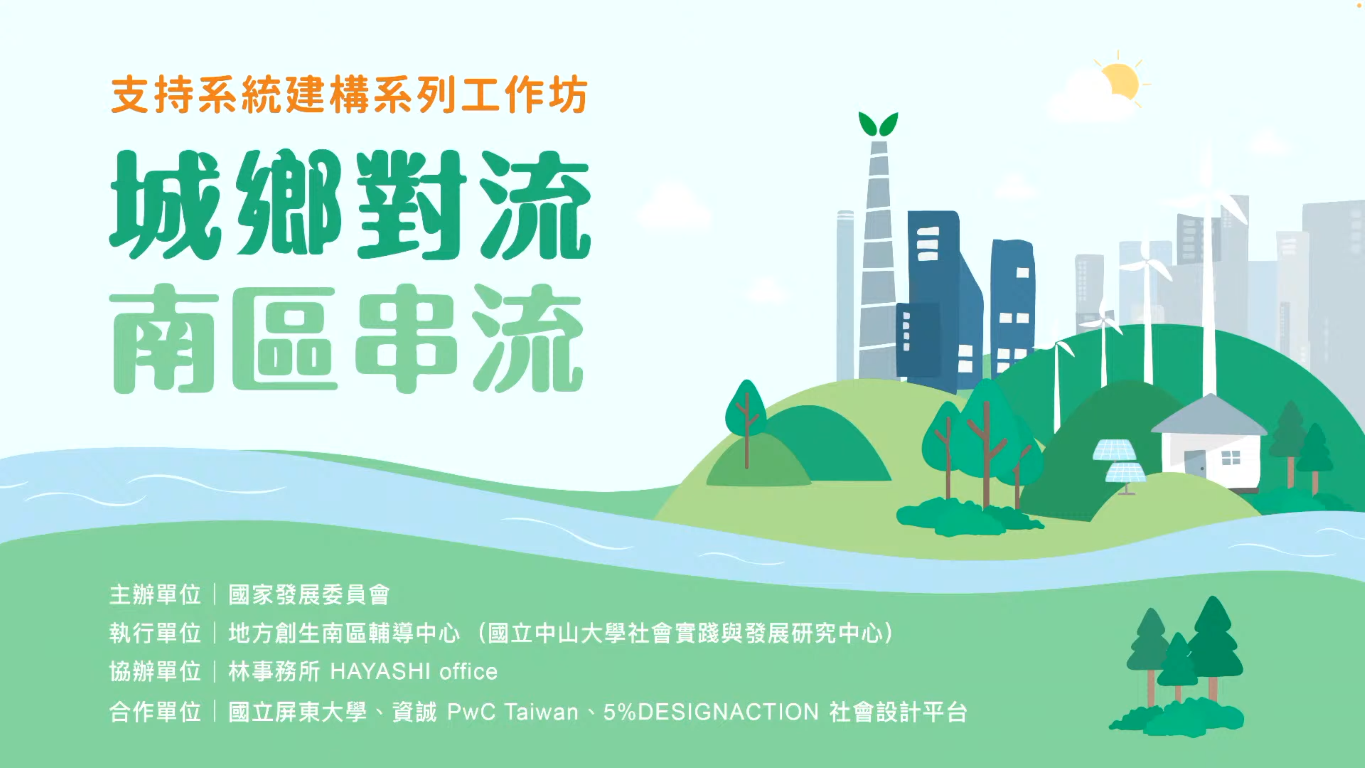 支持系統建構系列工作坊
城鄉對流
南區串流
主辦單位｜國家發展委員會
執行單位｜地方創生南區輔導中心（國立中山大學社會實踐與發展研究中心）
協辦單位｜林事務所 HAYASHI office
合作單位｜國立屏東大學、資誠 PwC Taiwan、5%DESIGNACTION 社會設計平台